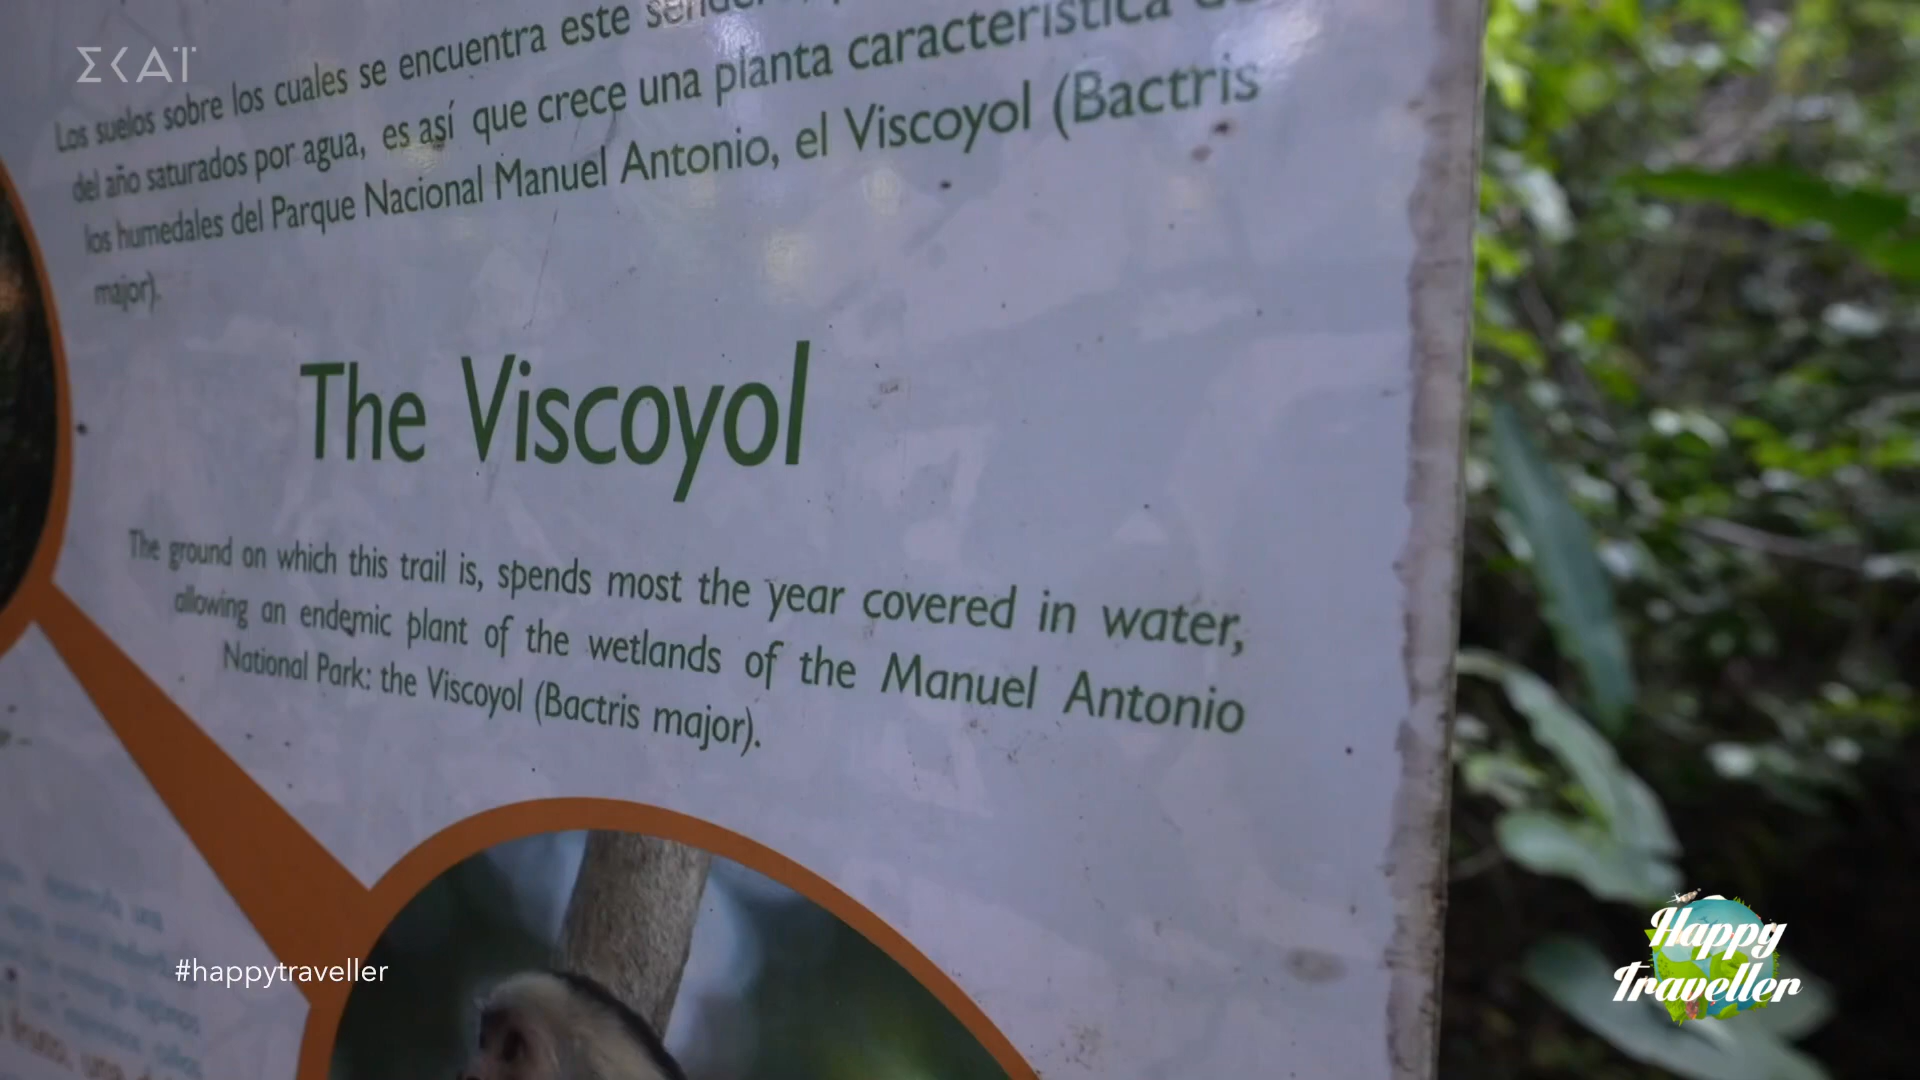 ΣΚΑΪ
Los suelos sobre los cuales se encuentra este
del año saturados por agua, es así que crece una planta característica
los humedales del Parque Nacional Manuel Antonio, el Viscoyol (Bactris
major).
The Viscoyol
The ground on which this trail is, spends most the year covered in water,
allowing an endemic plant of the wetlands of the Manuel Antonio
National Park: the Viscoyol (Bactris major).
#happytraveller
Happy
Traveller